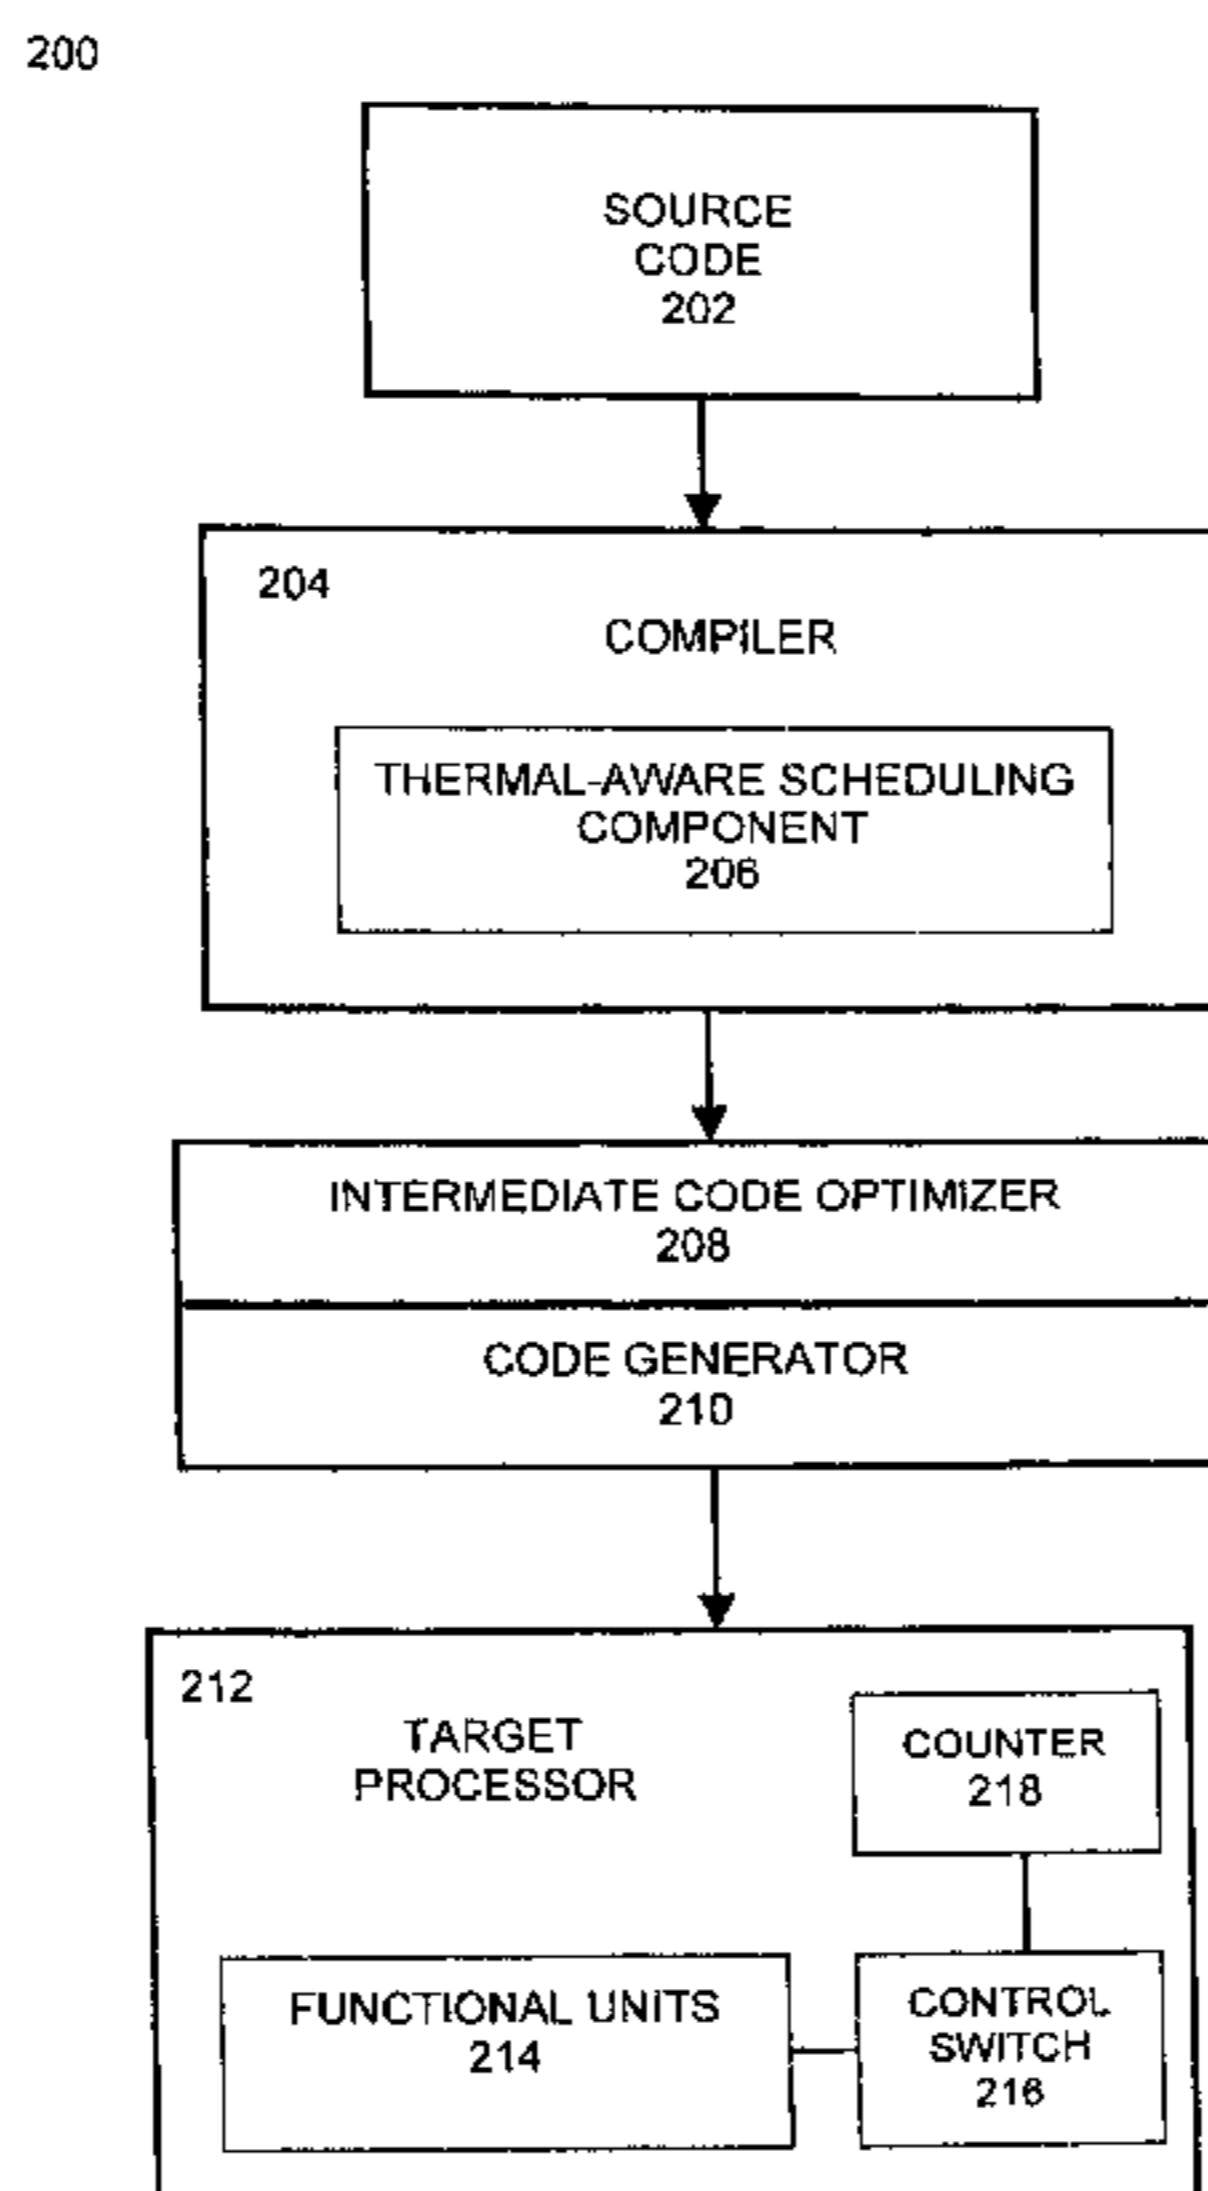 200
SOURCE
CODE
202
204
COMPILER
THERMAL-AWARE SCHEDULING
COMPONENT
206
INTERMEDIATE CODE OPTIMIZER
208
CODE GENERATOR
210
212
TARGET
PROCESSOR
COUNTER
218
FUNCTIONAL UNITS
214
CONTROL
SWITCH
216